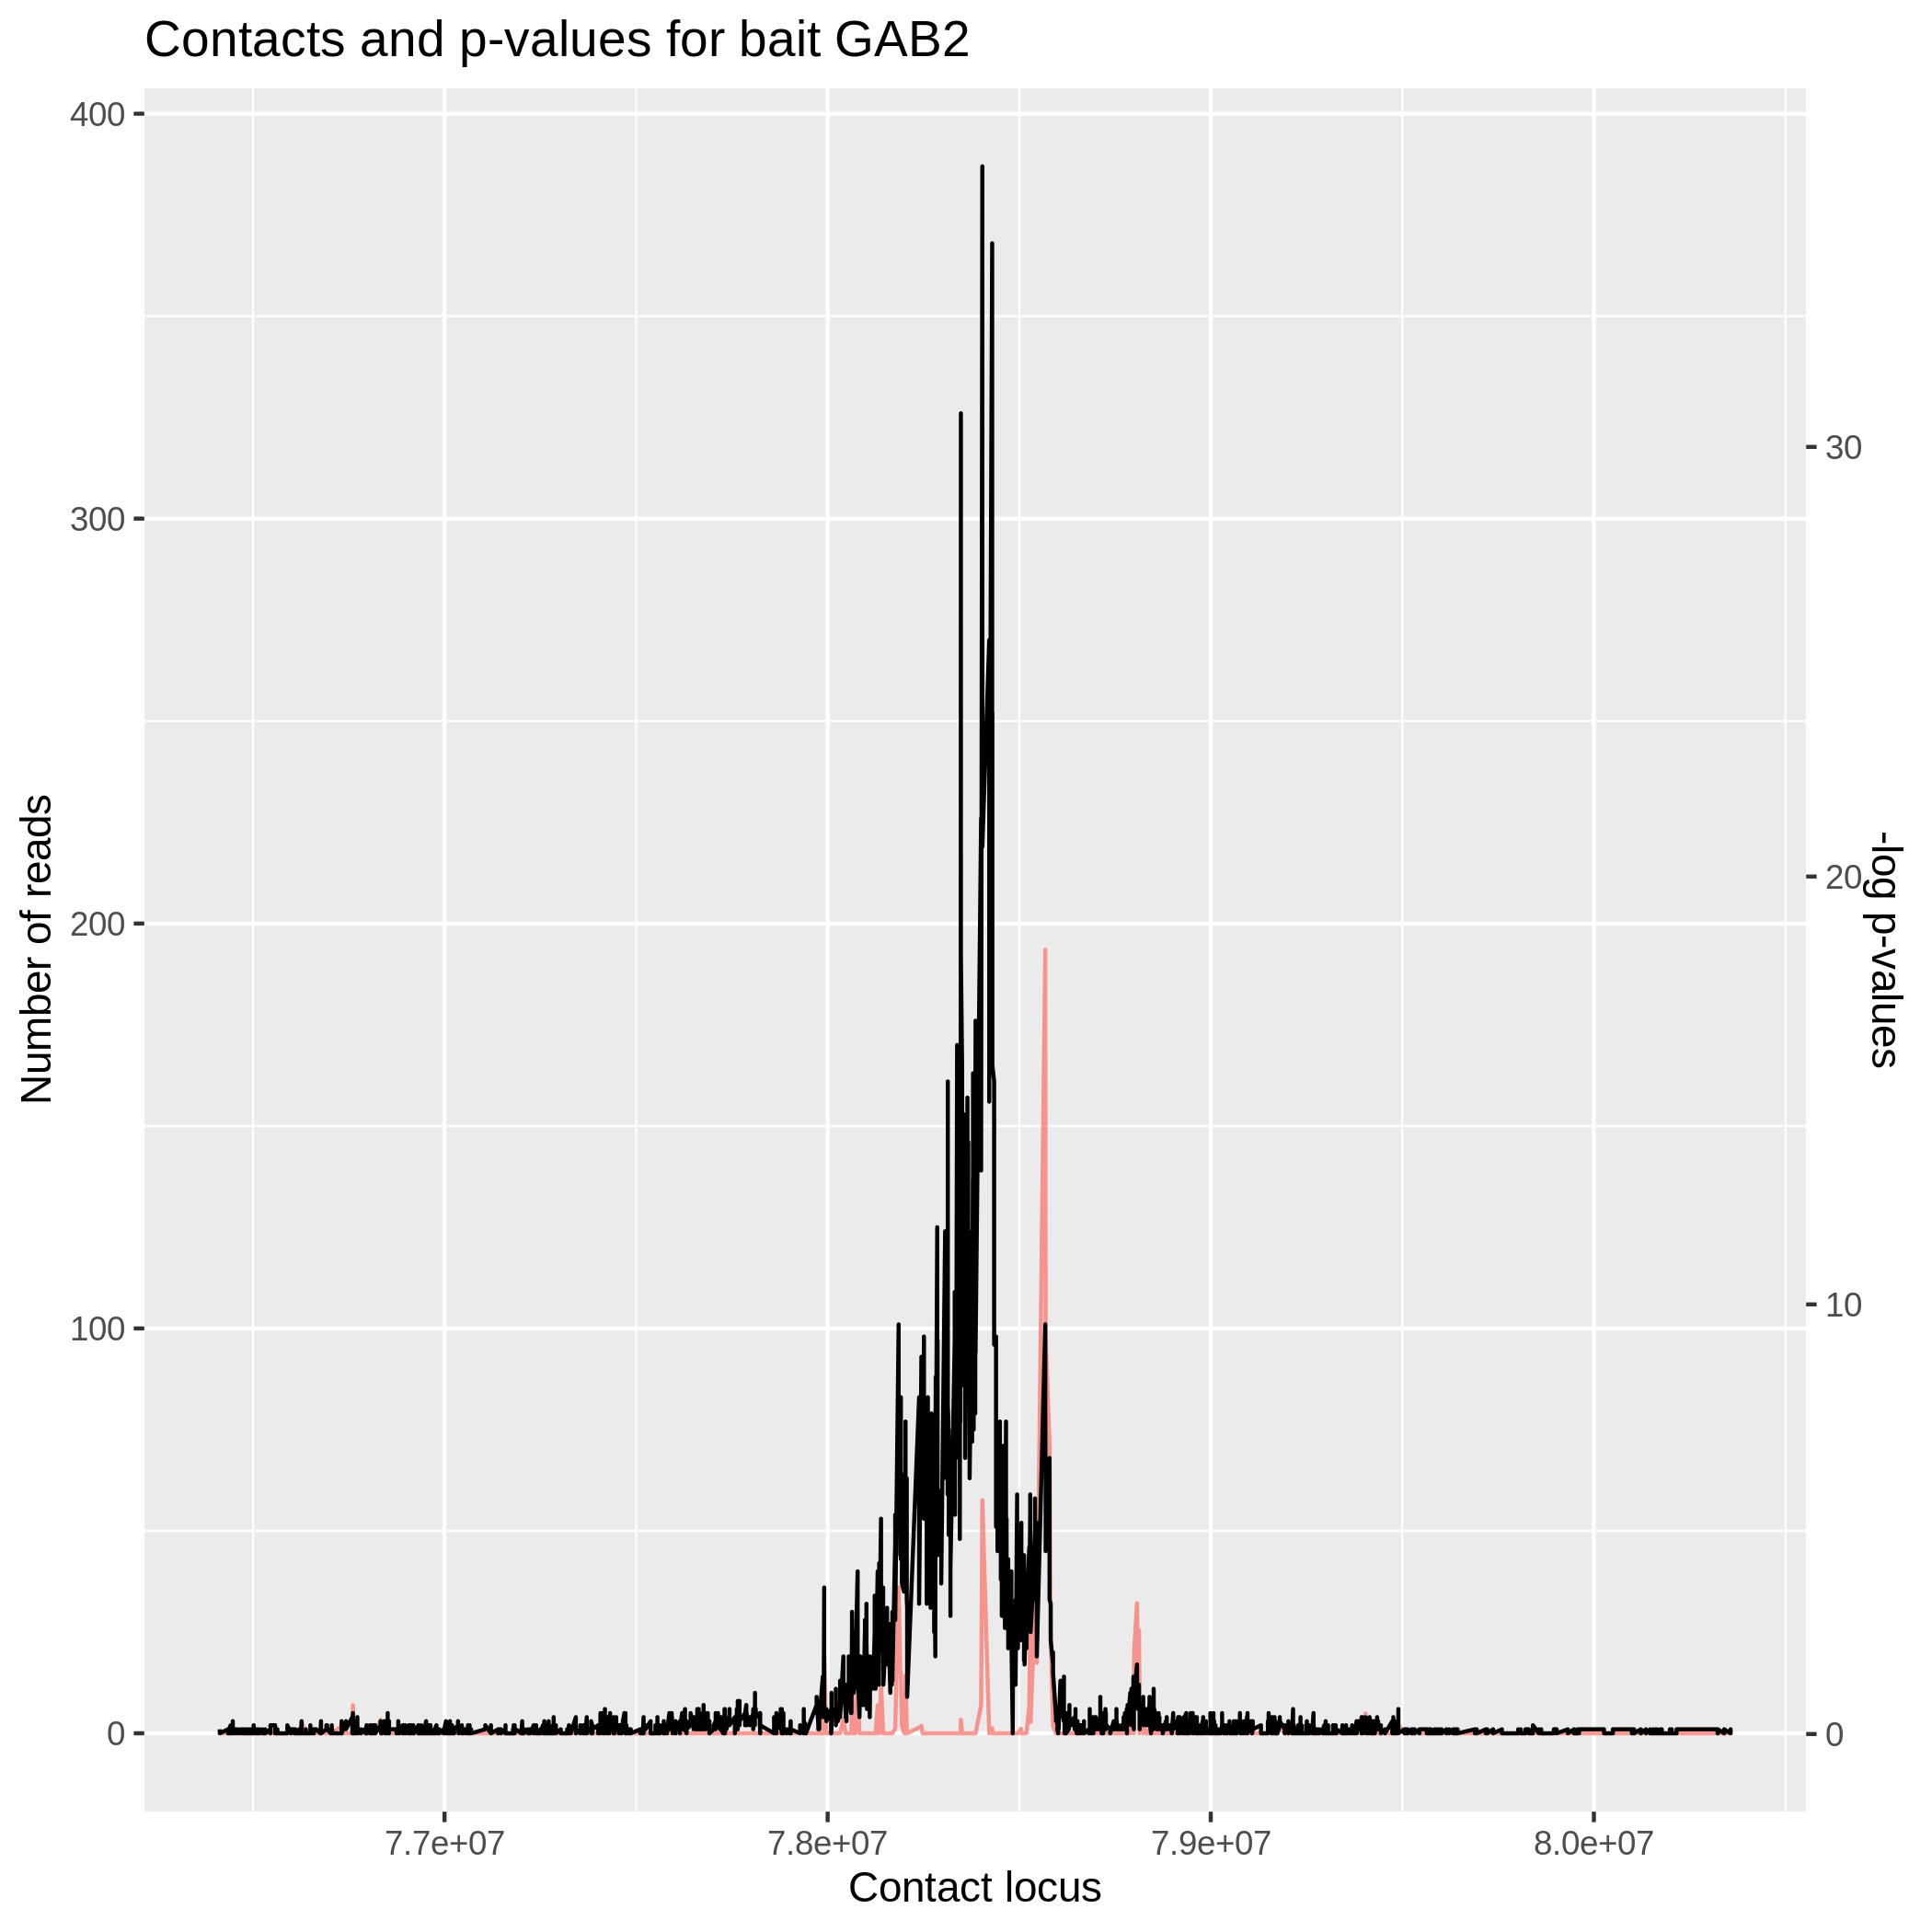 Contacts and p-values for bait GAB2
400
300
200
100
0
Number of reads
30
20
10
0
-log p-values
7.7e+07
7.8e+07
7.9e+07
8.0e+07
Contact locus